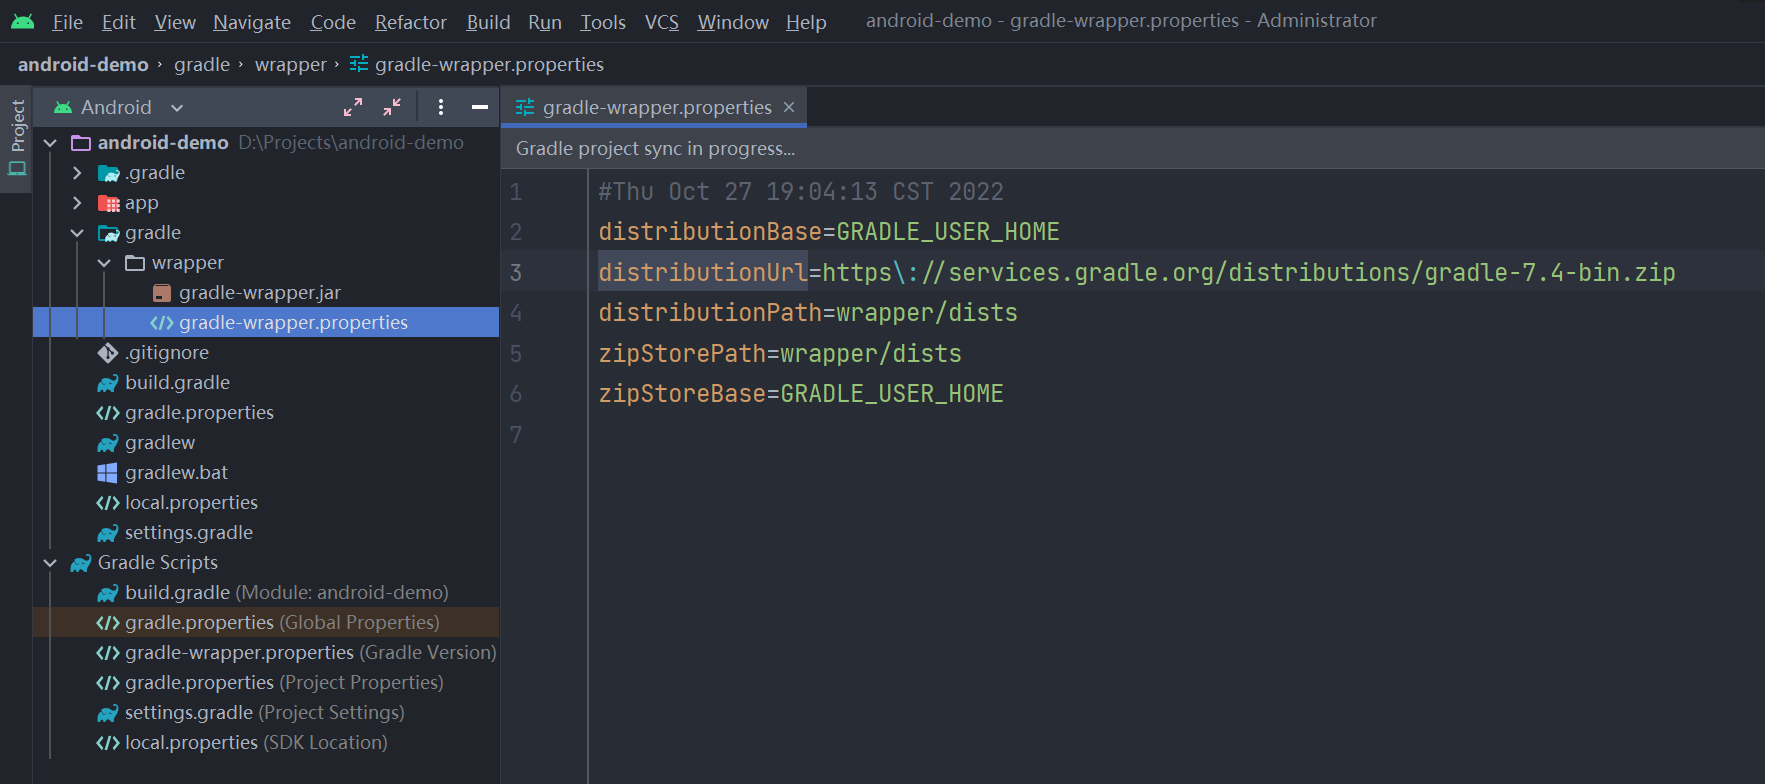 File Edit View Navigate Code Refactor Build Run Tools VCS Window Help android-demo - gradle-wrapper.properties - Administrator
android-demo › gradle › wrapper › gradle-wrapper.properties
Project
Android
gradle-wrapper.properties ×
android-demo D:\Projects\android-demo
.gradle
app
gradle
wrapper
gradle-wrapper.jar
gradle-wrapper.properties
.gitignore
build.gradle
gradle.properties
gradlew
gradlew.bat
local.properties
settings.gradle
Gradle Scripts
build.gradle (Module: android-demo)
gradle.properties (Global Properties)
gradle-wrapper.properties (Gradle Version)
gradle.properties (Project Properties)
settings.gradle (Project Settings)
local.properties (SDK Location)
Gradle project sync in progress...
1 #Thu Oct 27 19:04:13 CST 2022
2 distributionBase=GRADLE_USER_HOME
3 distributionUrl=https\://services.gradle.org/distributions/gradle-7.4-bin.zip
4 distributionPath=wrapper/dists
5 zipStorePath=wrapper/dists
6 zipStoreBase=GRADLE_USER_HOME
7